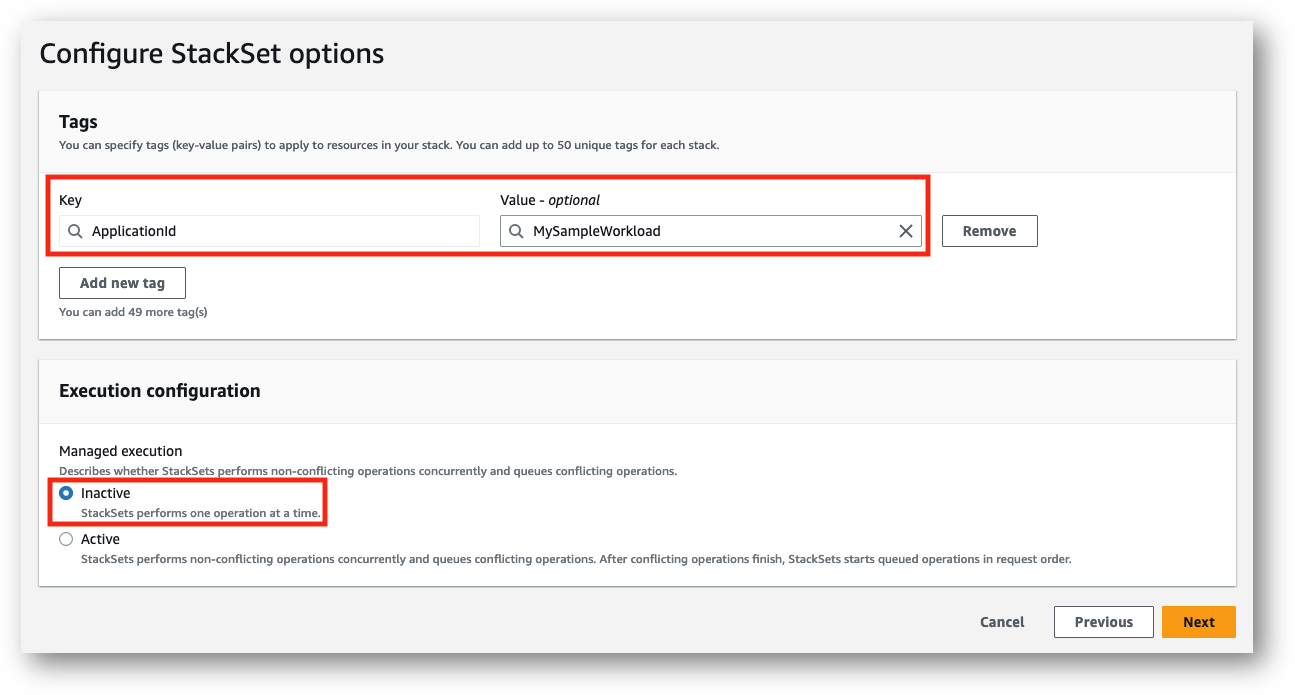 Configure StackSet options
Tags
You can specify tags (key-value pairs) to apply to resources in your stack. You can add up to 50 unique tags for each stack.
Key
Value - optional
ApplicationId
MySampleWorkload
Remove
Add new tag
You can add 49 more tag(s)
Execution configuration
Managed execution
Describes whether StackSets performs non-conflicting operations concurrently and queues conflicting operations.
Inactive
StackSets performs one operation at a time.
Active
StackSets performs non-conflicting operations concurrently and queues conflicting operations. After conflicting operations finish, StackSets starts queued operations in request order.
Cancel
Previous
Next